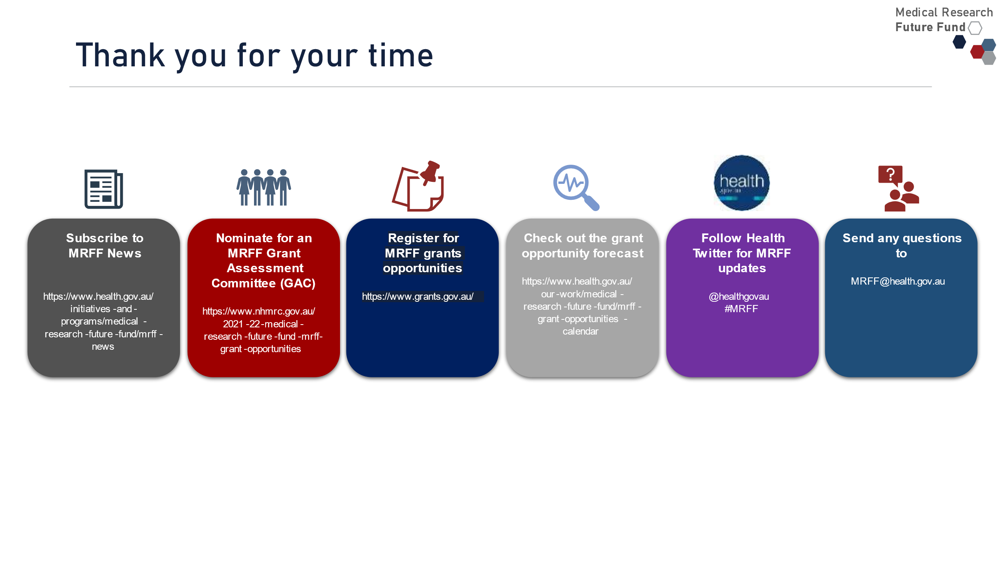 Medical Research
Future Fund
Thank you for your time
health
Subscribe to
MRFF News
https://www.health.gov.au/
initiatives-and-
programs/medical-
research-future-fund/mrff-
news
Nominate for an
MRFF Grant
Assessment
Committee (GAC)
https://www.nhmrc.gov.au/
2021-22-medical-
research-future-fund-mrff-
grant-opportunities
Register for
MRFF grants
opportunities
https://www.grants.gov.au/
Check out the grant
opportunity forecast
https://www.health.gov.au/
our-work/medical-
research-future-fund/mrff-
grant-opportunities-
calendar
Follow Health
Twitter for MRFF
updates
@healthgovau
#MRFF
?
Send any questions
to
MRFF@health.gov.au